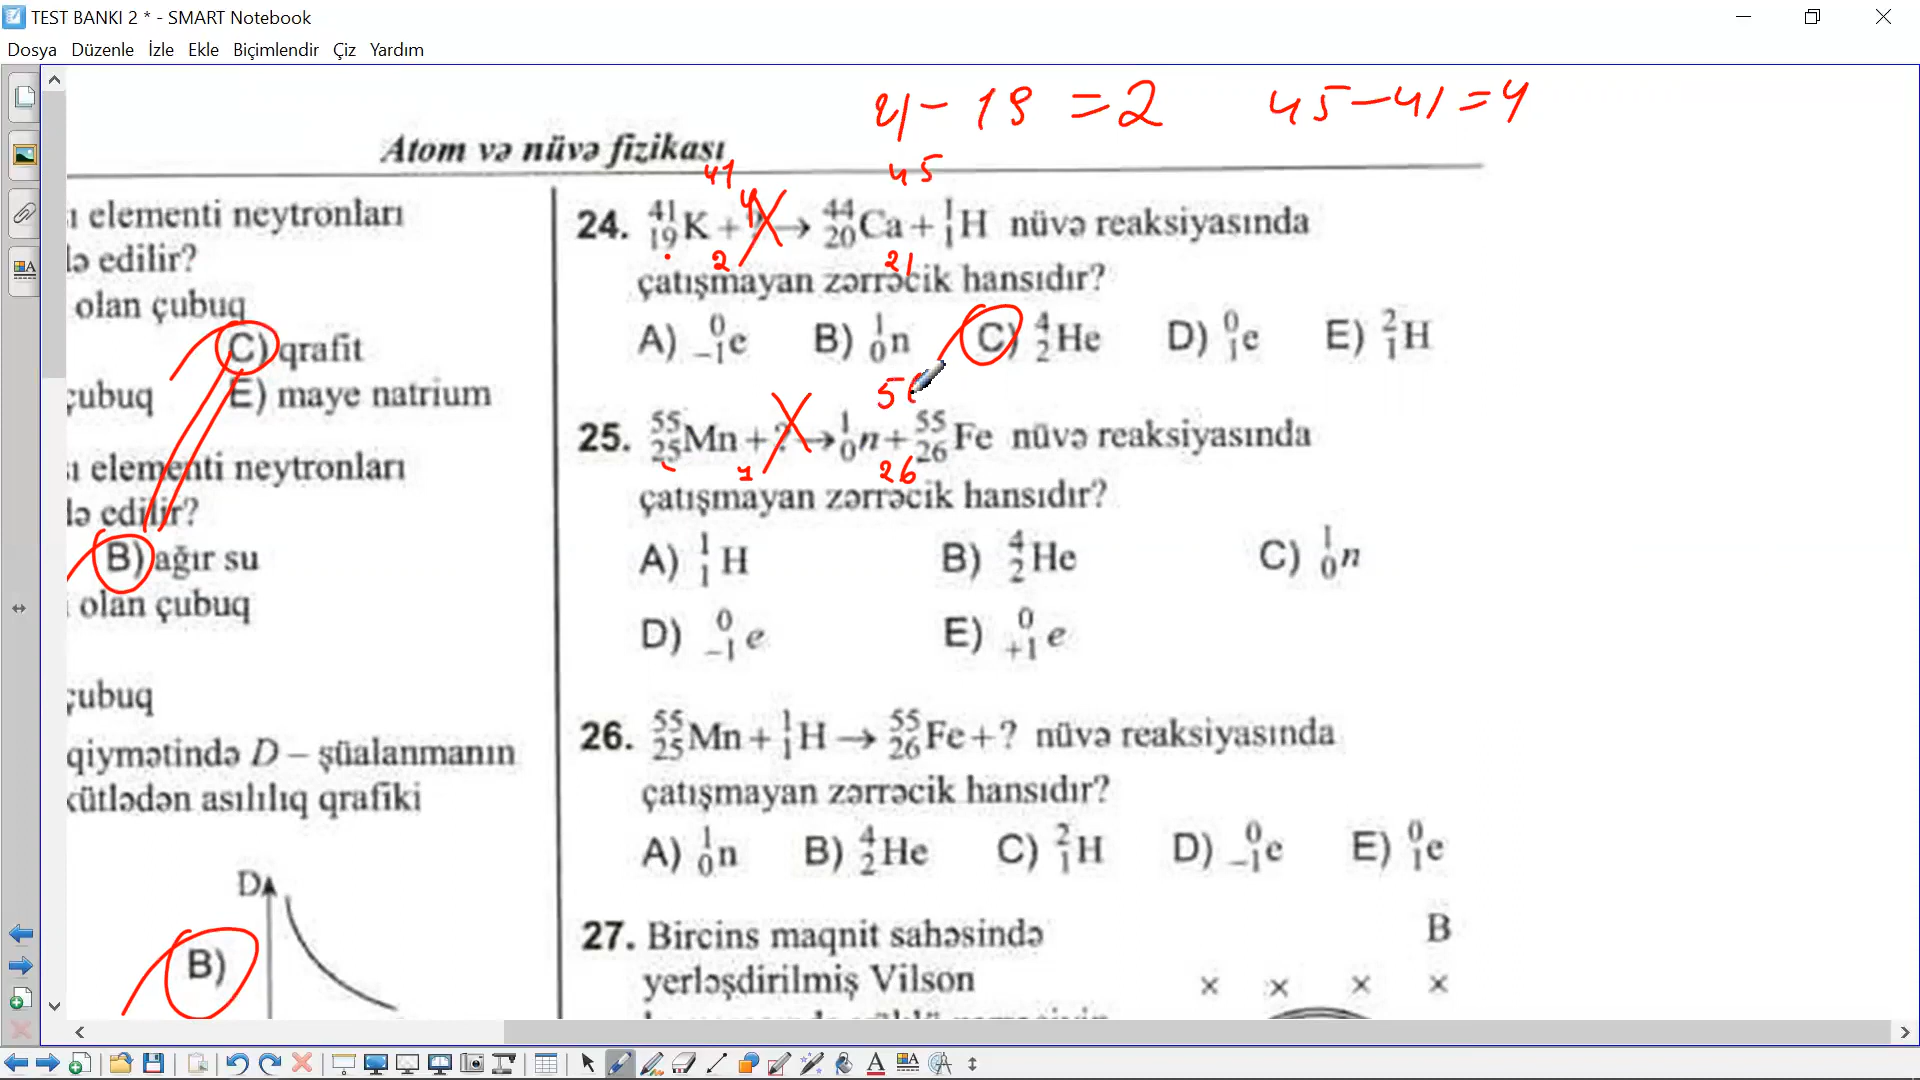 TEST BANKI 2 * - SMART Notebook
Dosya Düzenle İzle Ekle Biçimlendir Çiz Yardım
21 - 19 = 2 45 - 41 = 4
Atom və nüvə fizikası
ı elementi neytronları
lə edilir?
olan çubuq
C) qrafit
çubuq E) maye natrium
ı elementi neytronları
lə edilir?
B) ağır su
olan çubuq
çubuq
qiymətində D – şüalanmanın
kütlədən asılılıq qrafiki
D
B)
41 4 45
24. ⁴¹₁₉K + ? → ⁴⁴₂₀Ca + ¹₁H nüvə reaksiyasında
2 21
çatışmayan zərrəcik hansıdır?
A) ⁰₋₁e B) ¹₀n C) ⁴₂He D) ⁰₁e E) ²₁H
25. ⁵⁵₂₅Mn + ? → ¹₀n + ⁵⁵₂₆Fe nüvə reaksiyasında
1 26
çatışmayan zərrəcik hansıdır?
A) ¹₁H B) ⁴₂He C) ¹₀n
D) ⁰₋₁e E) ⁰₊₁e
26. ⁵⁵₂₅Mn + ¹₁H → ⁵⁵₂₆Fe + ? nüvə reaksiyasında
çatışmayan zərrəcik hansıdır?
A) ¹₀n B) ⁴₂He C) ²₁H D) ⁰₋₁e E) ⁰₁e
27. Bircins maqnit sahəsində B
yerləşdirilmiş Vilson